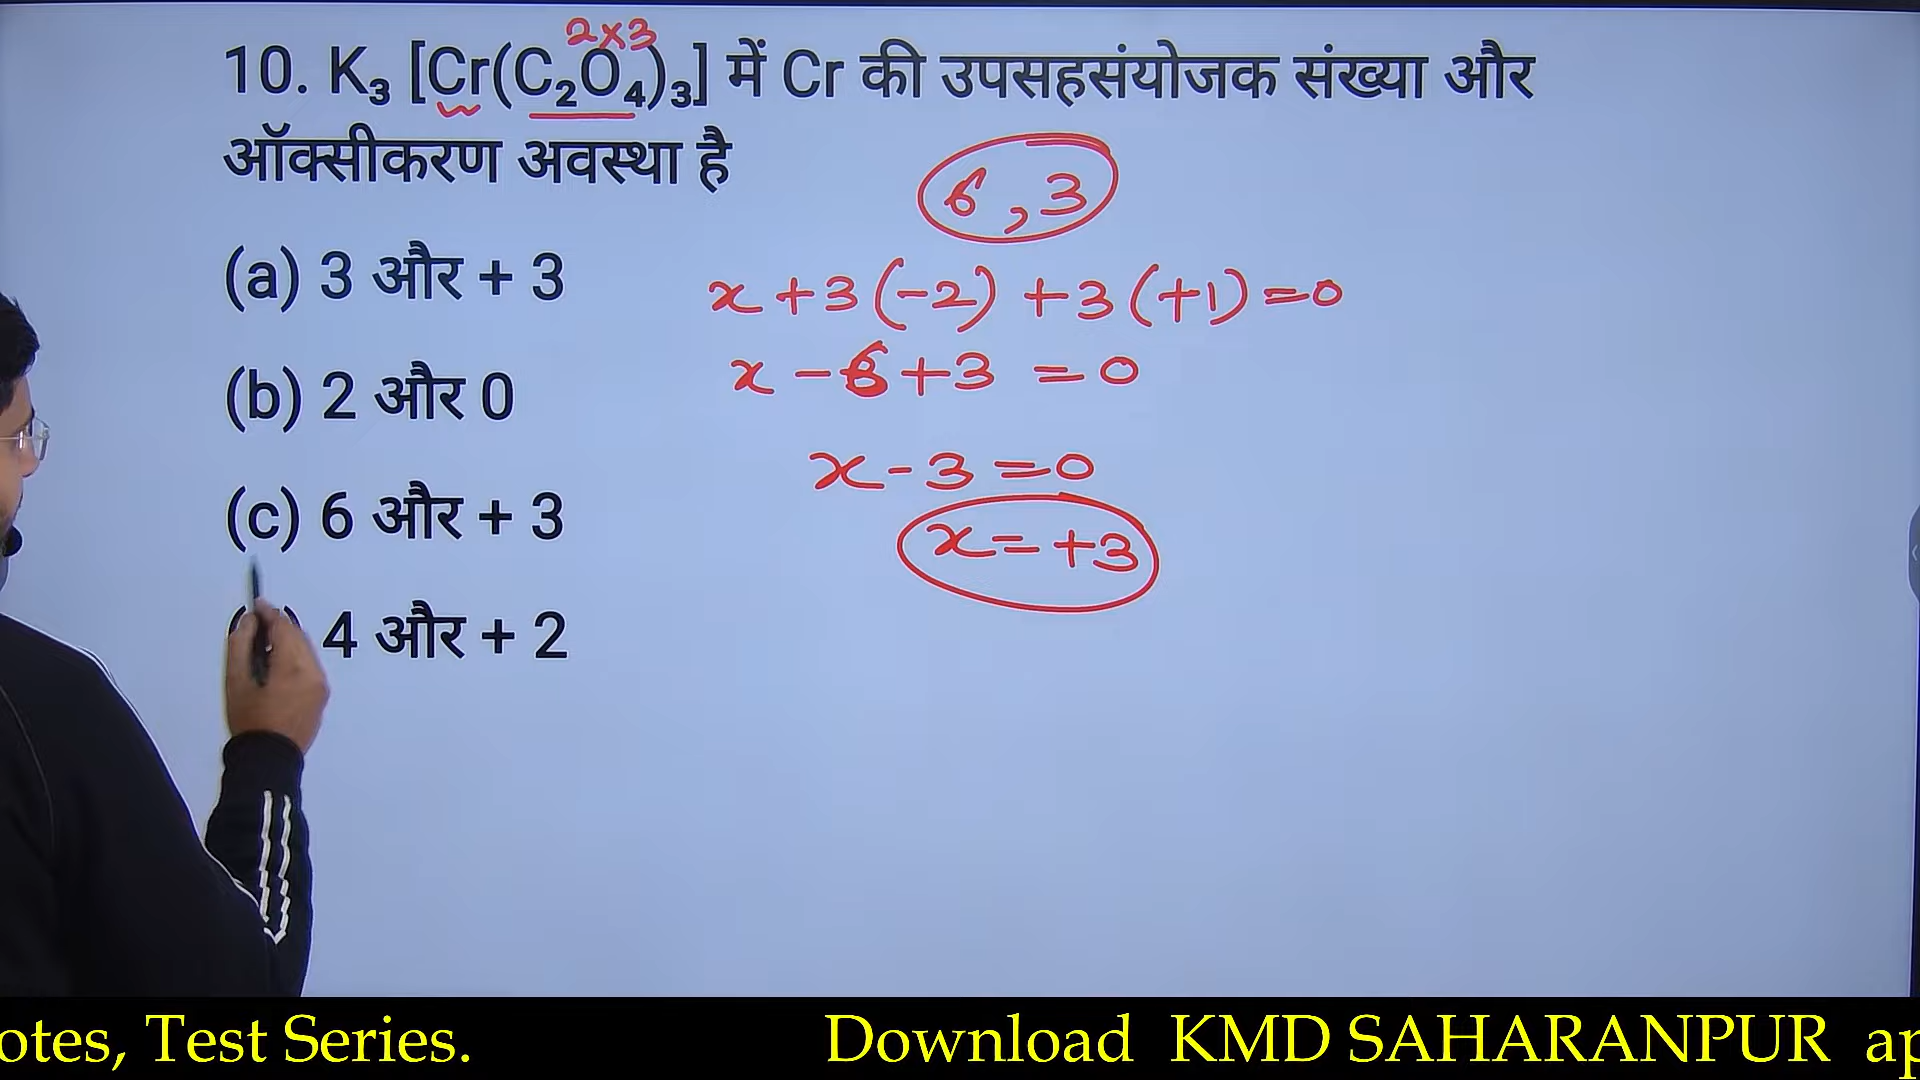 2×3
10. K₃ [Cr(C₂O₄)₃] में Cr की उपसहसंयोजक संख्या और
ऑक्सीकरण अवस्था है
6, 3
(a) 3 और + 3
x + 3(-2) + 3(+1) = 0
(b) 2 और 0
x - 6 + 3 = 0
x - 3 = 0
(c) 6 और + 3
x = +3
4 और + 2
otes, Test Series. Download KMD SAHARANPUR ap